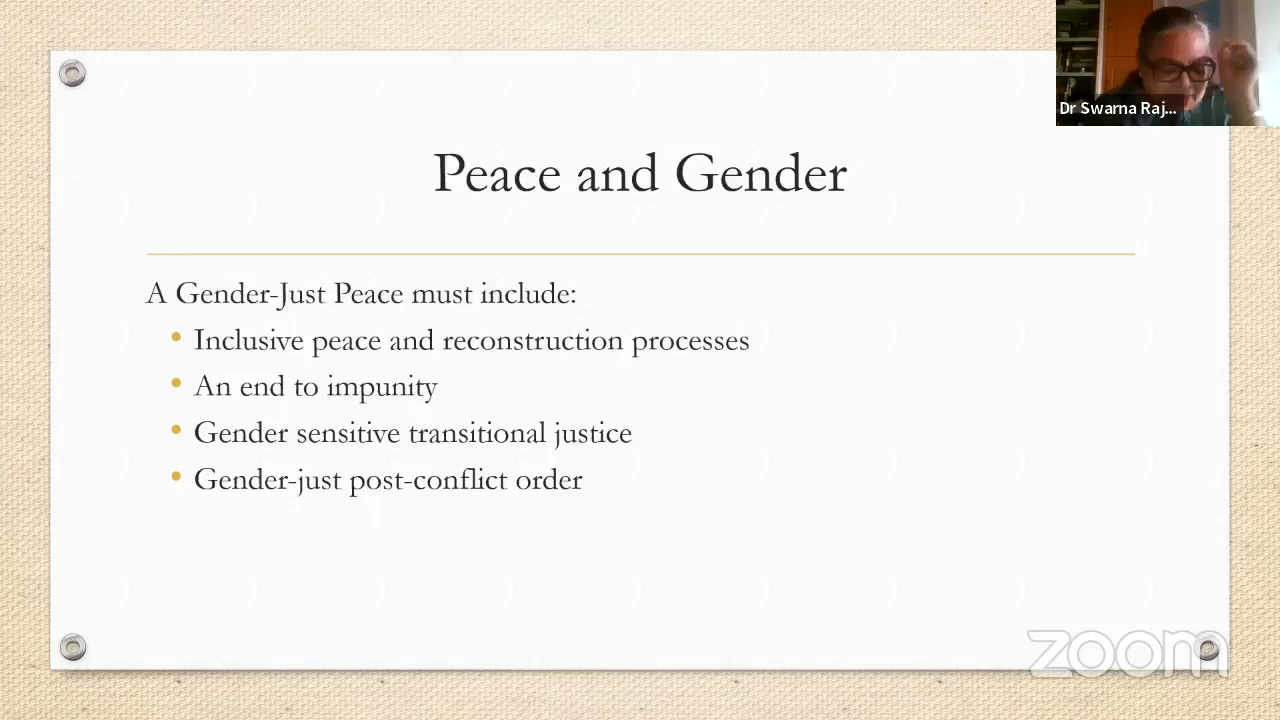 Dr Swarna Raj...
Peace and Gender
A Gender-Just Peace must include:
• Inclusive peace and reconstruction processes
• An end to impunity
• Gender sensitive transitional justice
• Gender-just post-conflict order
zoom